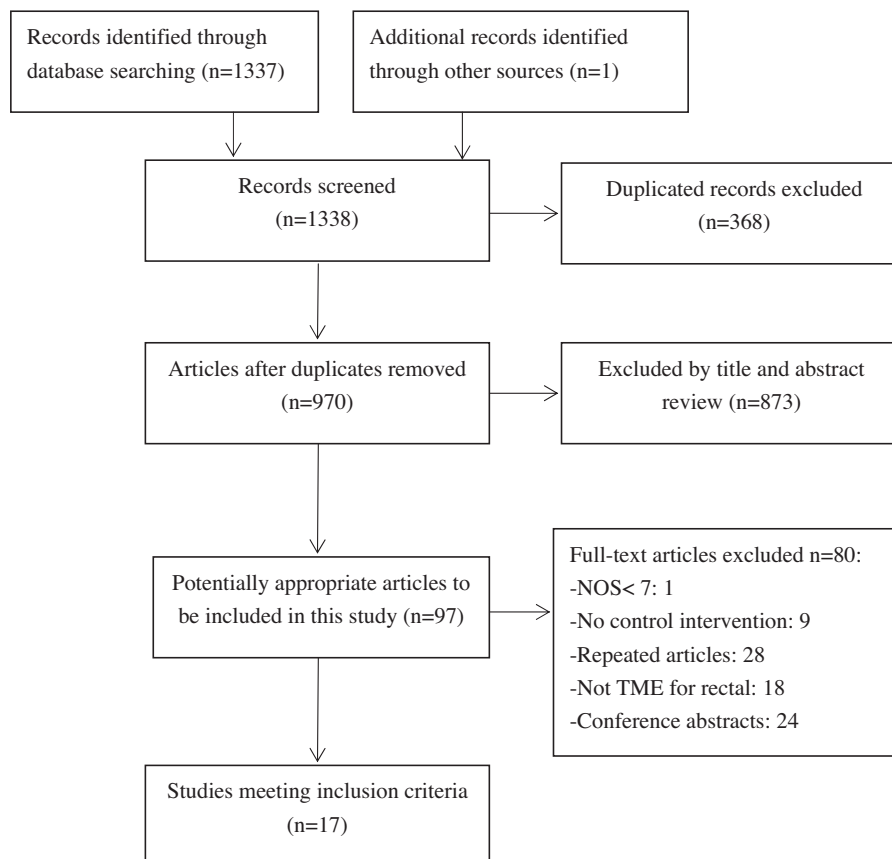 Records identified through
database searching (n=1337)
Additional records identified
through other sources (n=1)
Records screened
(n=1338)
Duplicated records excluded
(n=368)
Articles after duplicates removed
(n=970)
Excluded by title and abstract
review (n=873)
Potentially appropriate articles to
be included in this study (n=97)
Full-text articles excluded n=80:
-NOS< 7: 1
-No control intervention: 9
-Repeated articles: 28
-Not TME for rectal: 18
-Conference abstracts: 24
Studies meeting inclusion criteria
(n=17)